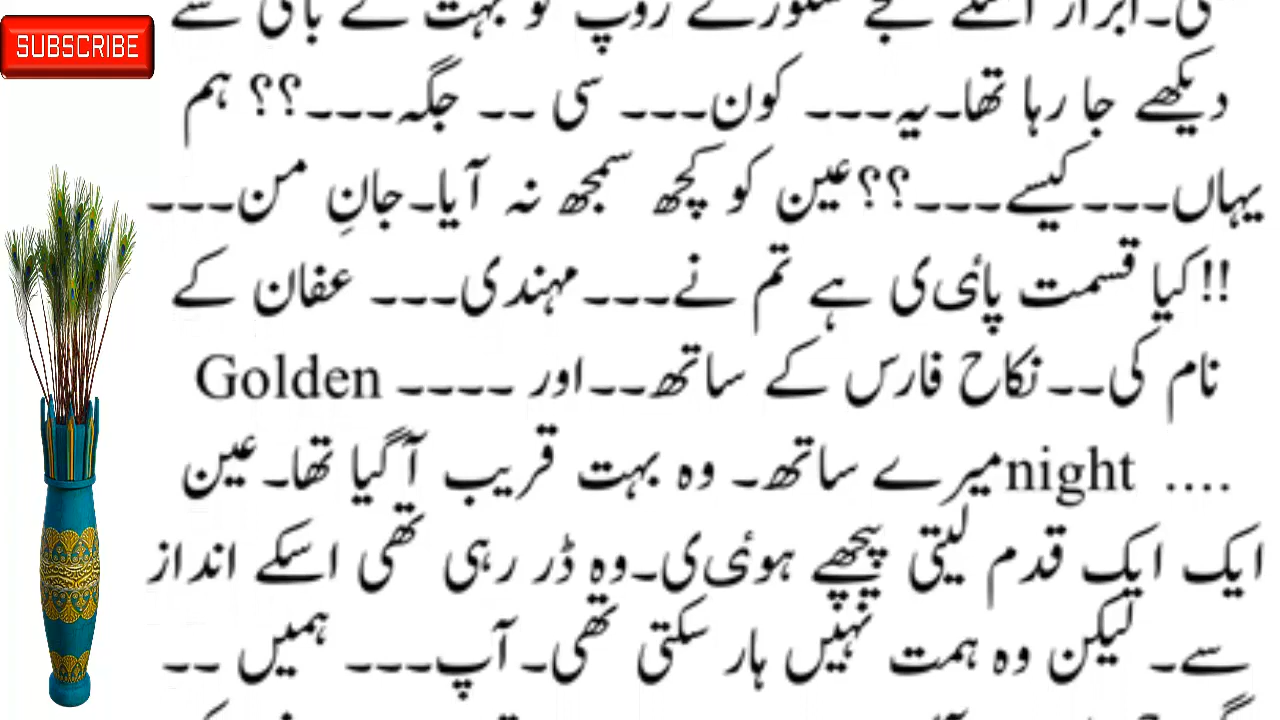 SUBSCRIBE
دیکھے جا رہا تھا۔یہ۔۔۔ کون۔۔۔ سی ۔۔ جگہ۔۔۔؟؟ ہم
یہاں۔۔۔کیسے۔۔۔؟؟عین کو کچھ سمجھ نہ آیا۔جانِ من۔۔۔
!!کیا قسمت پائی ہے تم نے۔۔۔مہندی۔۔۔ عفان کے
نام کی۔۔نکاح فارس کے ساتھ۔۔اور ۔۔۔۔ Golden
.... nightمیرے ساتھ۔ وہ بہت قریب آگیا تھا۔عین
ایک ایک قدم لیتی پیچھے ہوئی۔وہ ڈر رہی تھی اسکے انداز
سے۔ لیکن وہ ہمت نہیں ہار سکتی تھی۔ آپ۔۔۔ ہمیں ۔۔